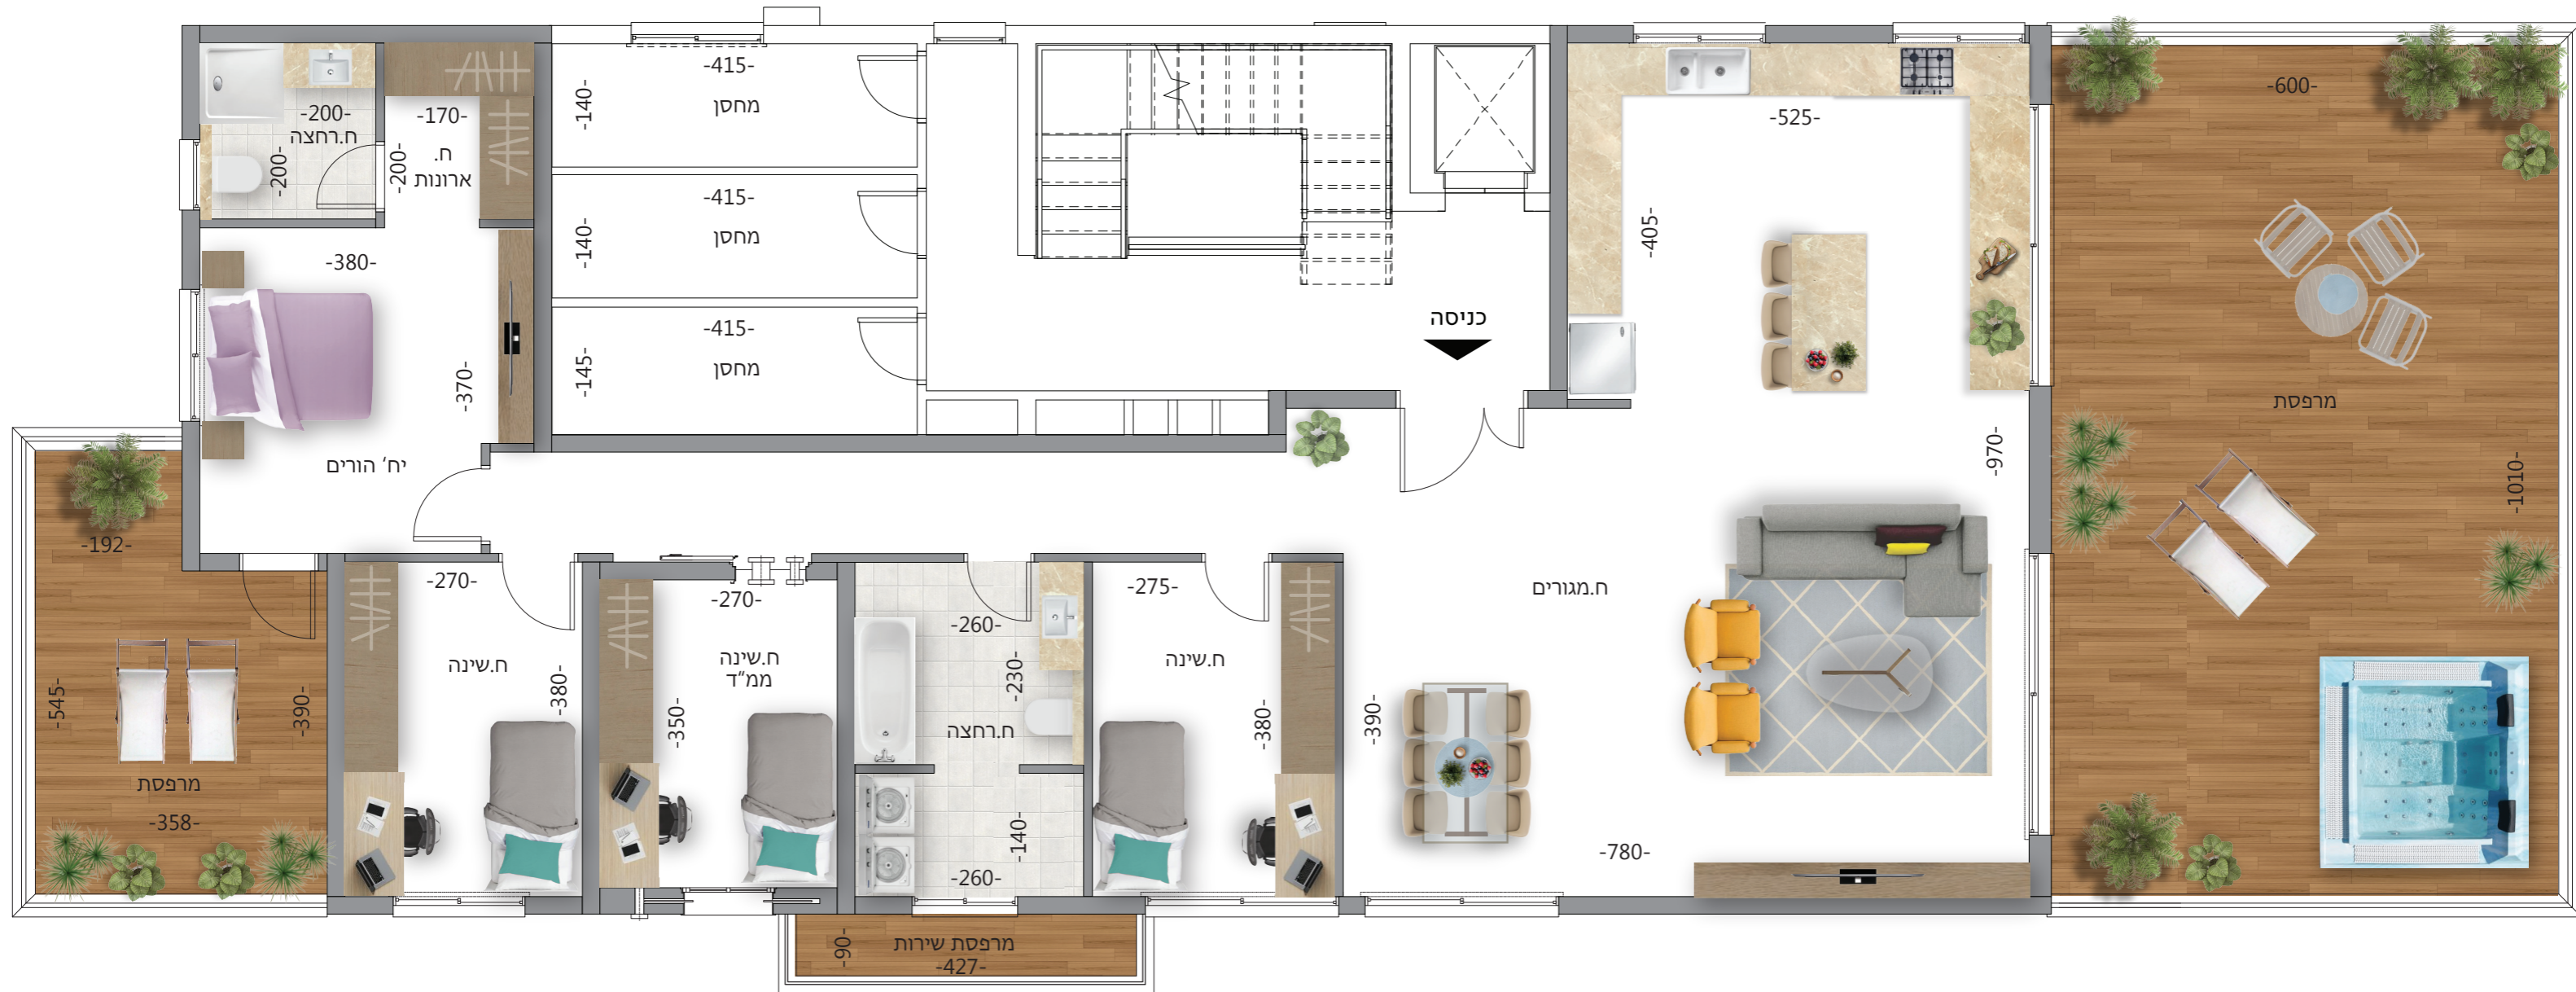 -200-
ח.רחצה
-200-
-170-
ח.
ארונות
-200-
-415-
מחסן
-140-
-415-
מחסן
-140-
-415-
מחסן
-145-
-380-
-370-
יח' הורים
כניסה
-525-
-405-
-600-
מרפסת
-1010-
-970-
ח.מגורים
-390-
-780-
-192-
-545-
-390-
מרפסת
-358-
-270-
ח.שינה
-380-
-270-
ח.שינה
ממ"ד
-350-
-260-
-230-
ח.רחצה
-140-
-260-
-275-
ח.שינה
-380-
מרפסת שירות
-90-
-427-